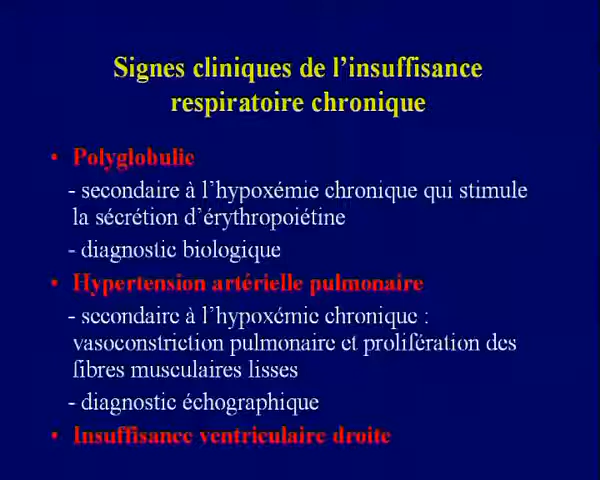 Signes cliniques de l’insuffisance
respiratoire chronique
• Polyglobulie
- secondaire à l’hypoxémie chronique qui stimule
la sécrétion d’érythropoiétine
- diagnostic biologique
• Hypertension artérielle pulmonaire
- secondaire à l’hypoxémie chronique :
vasoconstriction pulmonaire et prolifération des
fibres musculaires lisses
- diagnostic échographique
• Insuffisance ventriculaire droite